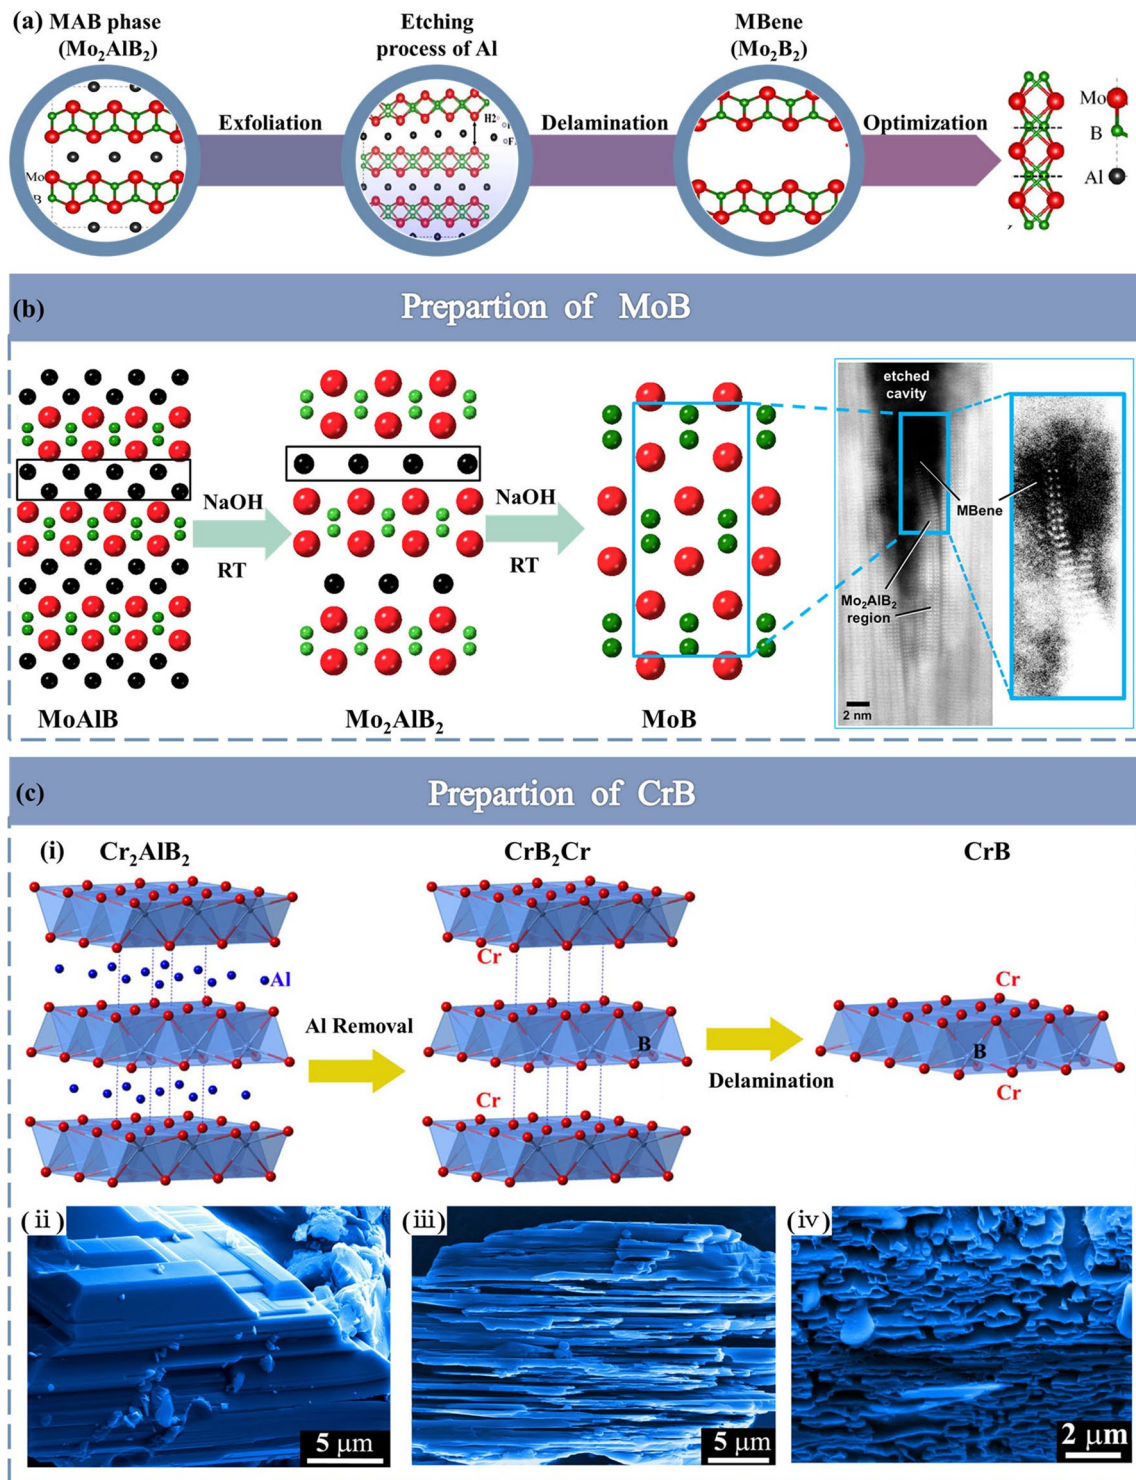 (a)
MAB phase
(Mo₂AlB₂)
Etching
process of Al
MBene
(Mo₂B₂)
Exfoliation
Delamination
Optimization
Mo
B
H2
F
Mo
B
Al
(b)
Prepartion of MoB
NaOH
RT
NaOH
RT
MoAlB
Mo₂AlB₂
MoB
etched
cavity
MBene
Mo₂AlB₂
region
2 nm
(c)
Prepartion of CrB
(i)
Cr₂AlB₂
CrB₂Cr
CrB
Al
Cr
Cr
Al Removal
B
B
Delamination
Cr
Cr
(ii)
5 µm
(iii)
5 µm
(iv)
2 µm